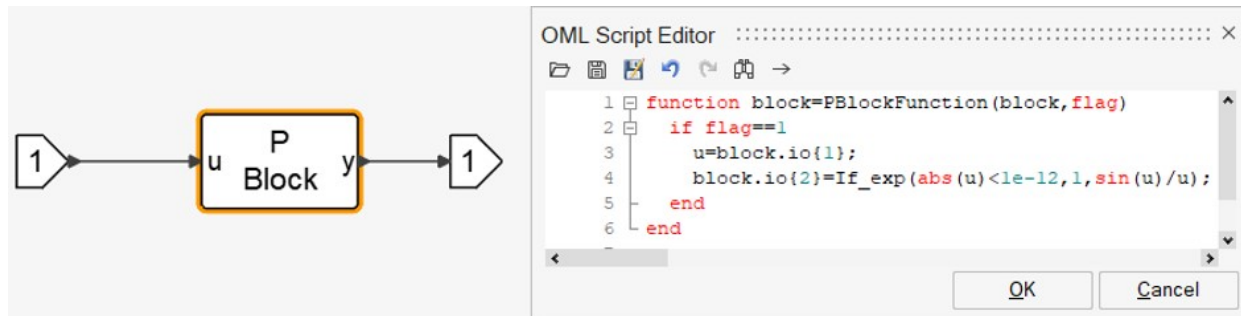 1
u
P
Block
y
1
OML Script Editor
1 function block=PBlockFunction(block,flag)
2 if flag==1
3 u=block.io{1};
4 block.io{2}=If_exp(abs(u)<1e-12,1,sin(u)/u);
5 end
6 end
OK
Cancel